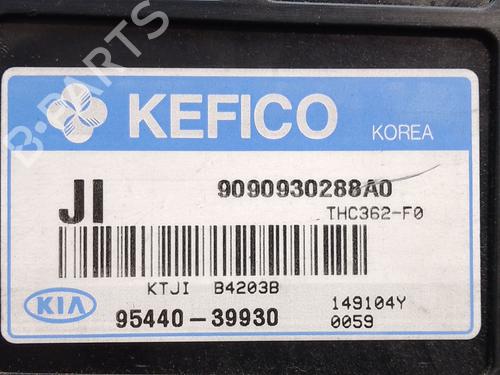 B-PARTS
KEFICO
KOREA
JI
9090930288A0
THC362-F0
KTJI B4203B
KIA
95440-39930
149104Y
0059